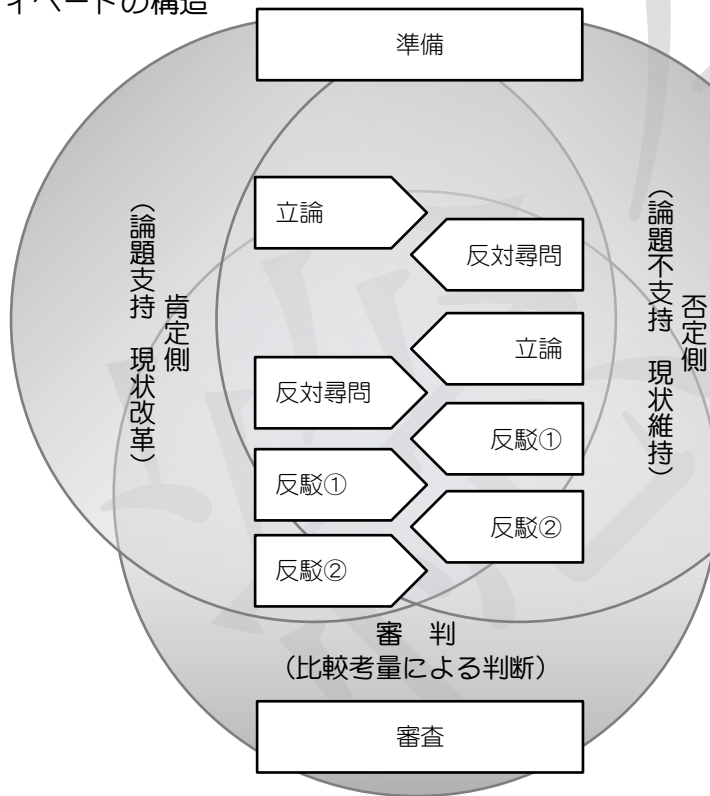 ィベートの構造
準備
立論
反対尋問
立論
反対尋問
反駁①
反駁①
反駁②
反駁②
肯定側
（論題支持　現状改革）
否定側
（論題不支持　現状維持）
審　判
（比較考量による判断）
審査